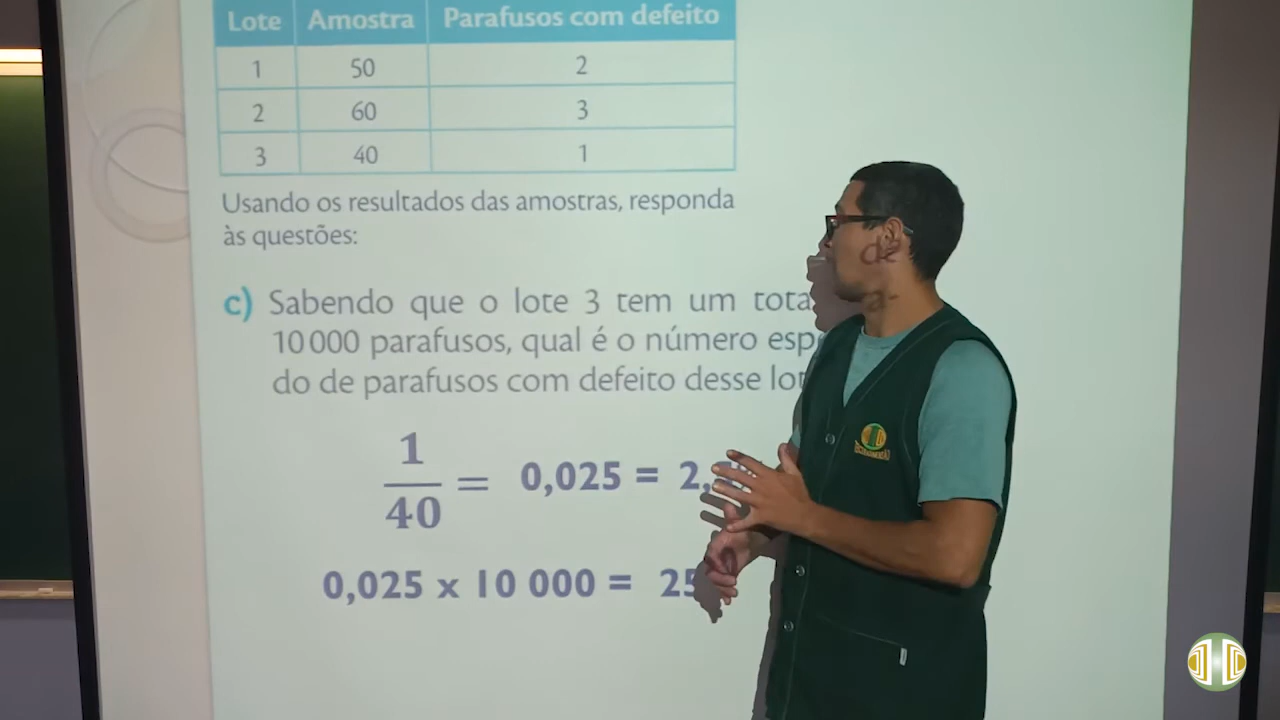 Lote Amostra Parafusos com defeito
1 50 2
2 60 3
3 40 1
Usando os resultados das amostras, responda
às questões:
c) Sabendo que o lote 3 tem um tota
10 000 parafusos, qual é o número esp
do de parafusos com defeito desse lot
1
40
= 0,025 = 2,
0,025 x 10 000 = 25